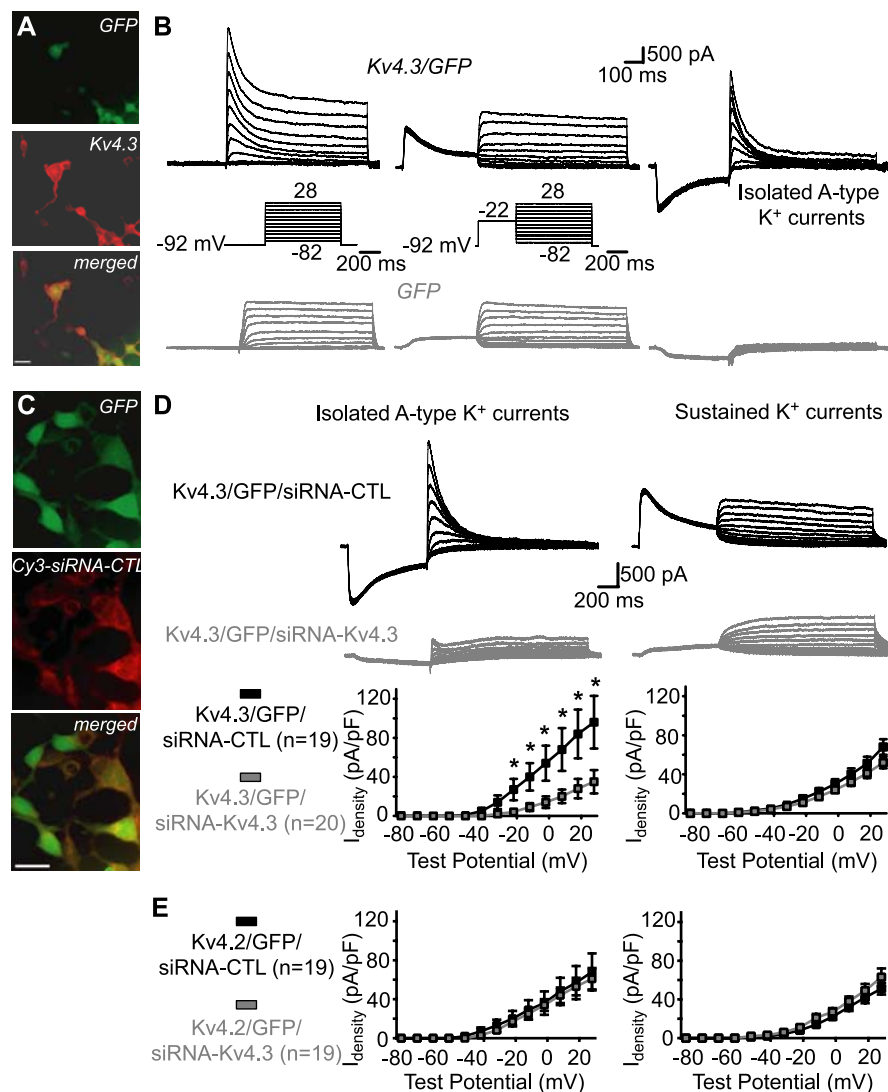 A
GFP
Kv4.3
merged
B
Kv4.3/GFP
500 pA
100 ms
Isolated A-type
K+ currents
28
-92 mV
-82
200 ms
28
-22
-92 mV
-82
200 ms
GFP
C
GFP
Cy3-siRNA-CTL
merged
D
Isolated A-type K+ currents
Sustained K+ currents
Kv4.3/GFP/siRNA-CTL
500 pA
200 ms
Kv4.3/GFP/siRNA-Kv4.3
Kv4.3/GFP/
siRNA-CTL (n=19)
Kv4.3/GFP/
siRNA-Kv4.3 (n=20)
Idensity (pA/pF)
120
80
40
0
* * * * * *
-80 -60 -40 -20 0 20
Test Potential (mV)
Idensity (pA/pF)
120
80
40
0
-80 -60 -40 -20 0 20
Test Potential (mV)
E
Kv4.2/GFP/
siRNA-CTL (n=19)
Kv4.2/GFP/
siRNA-Kv4.3 (n=19)
Idensity (pA/pF)
120
80
40
0
-80 -60 -40 -20 0 20
Test Potential (mV)
Idensity (pA/pF)
120
80
40
0
-80 -60 -40 -20 0 20
Test Potential (mV)